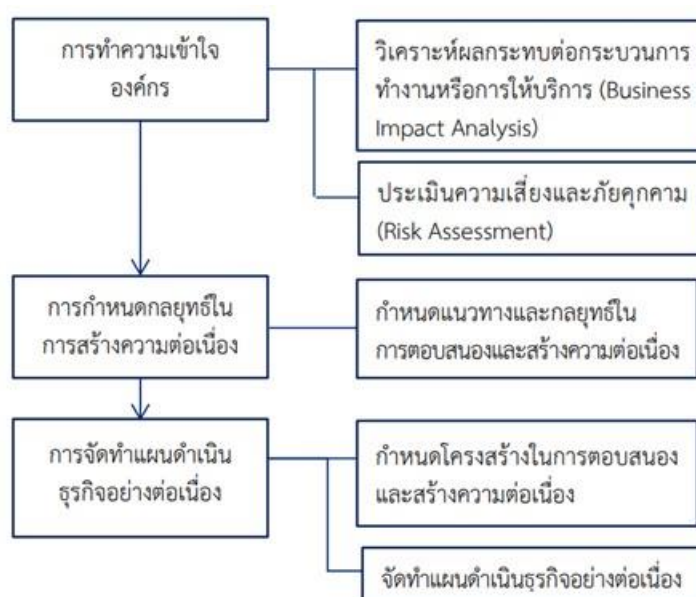 การทำความเข้าใจ
องค์กร
วิเคราะห์ผลกระทบต่อกระบวนการ
ทำงานหรือการให้บริการ (Business
Impact Analysis)
ประเมินความเสี่ยงและภัยคุกคาม
(Risk Assessment)
การกำหนดกลยุทธ์ใน
การสร้างความต่อเนื่อง
กำหนดแนวทางและกลยุทธ์ใน
การตอบสนองและสร้างความต่อเนื่อง
การจัดทำแผนดำเนิน
ธุรกิจอย่างต่อเนื่อง
กำหนดโครงสร้างในการตอบสนอง
และสร้างความต่อเนื่อง
จัดทำแผนดำเนินธุรกิจอย่างต่อเนื่อง